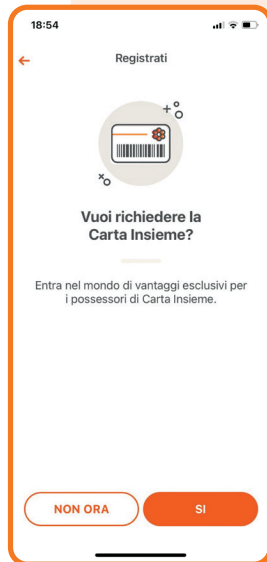 18:54
Registrati
Vuoi richiedere la
Carta Insieme?
Entra nel mondo di vantaggi esclusivi per
i possessori di Carta Insieme.
NON ORA
SI